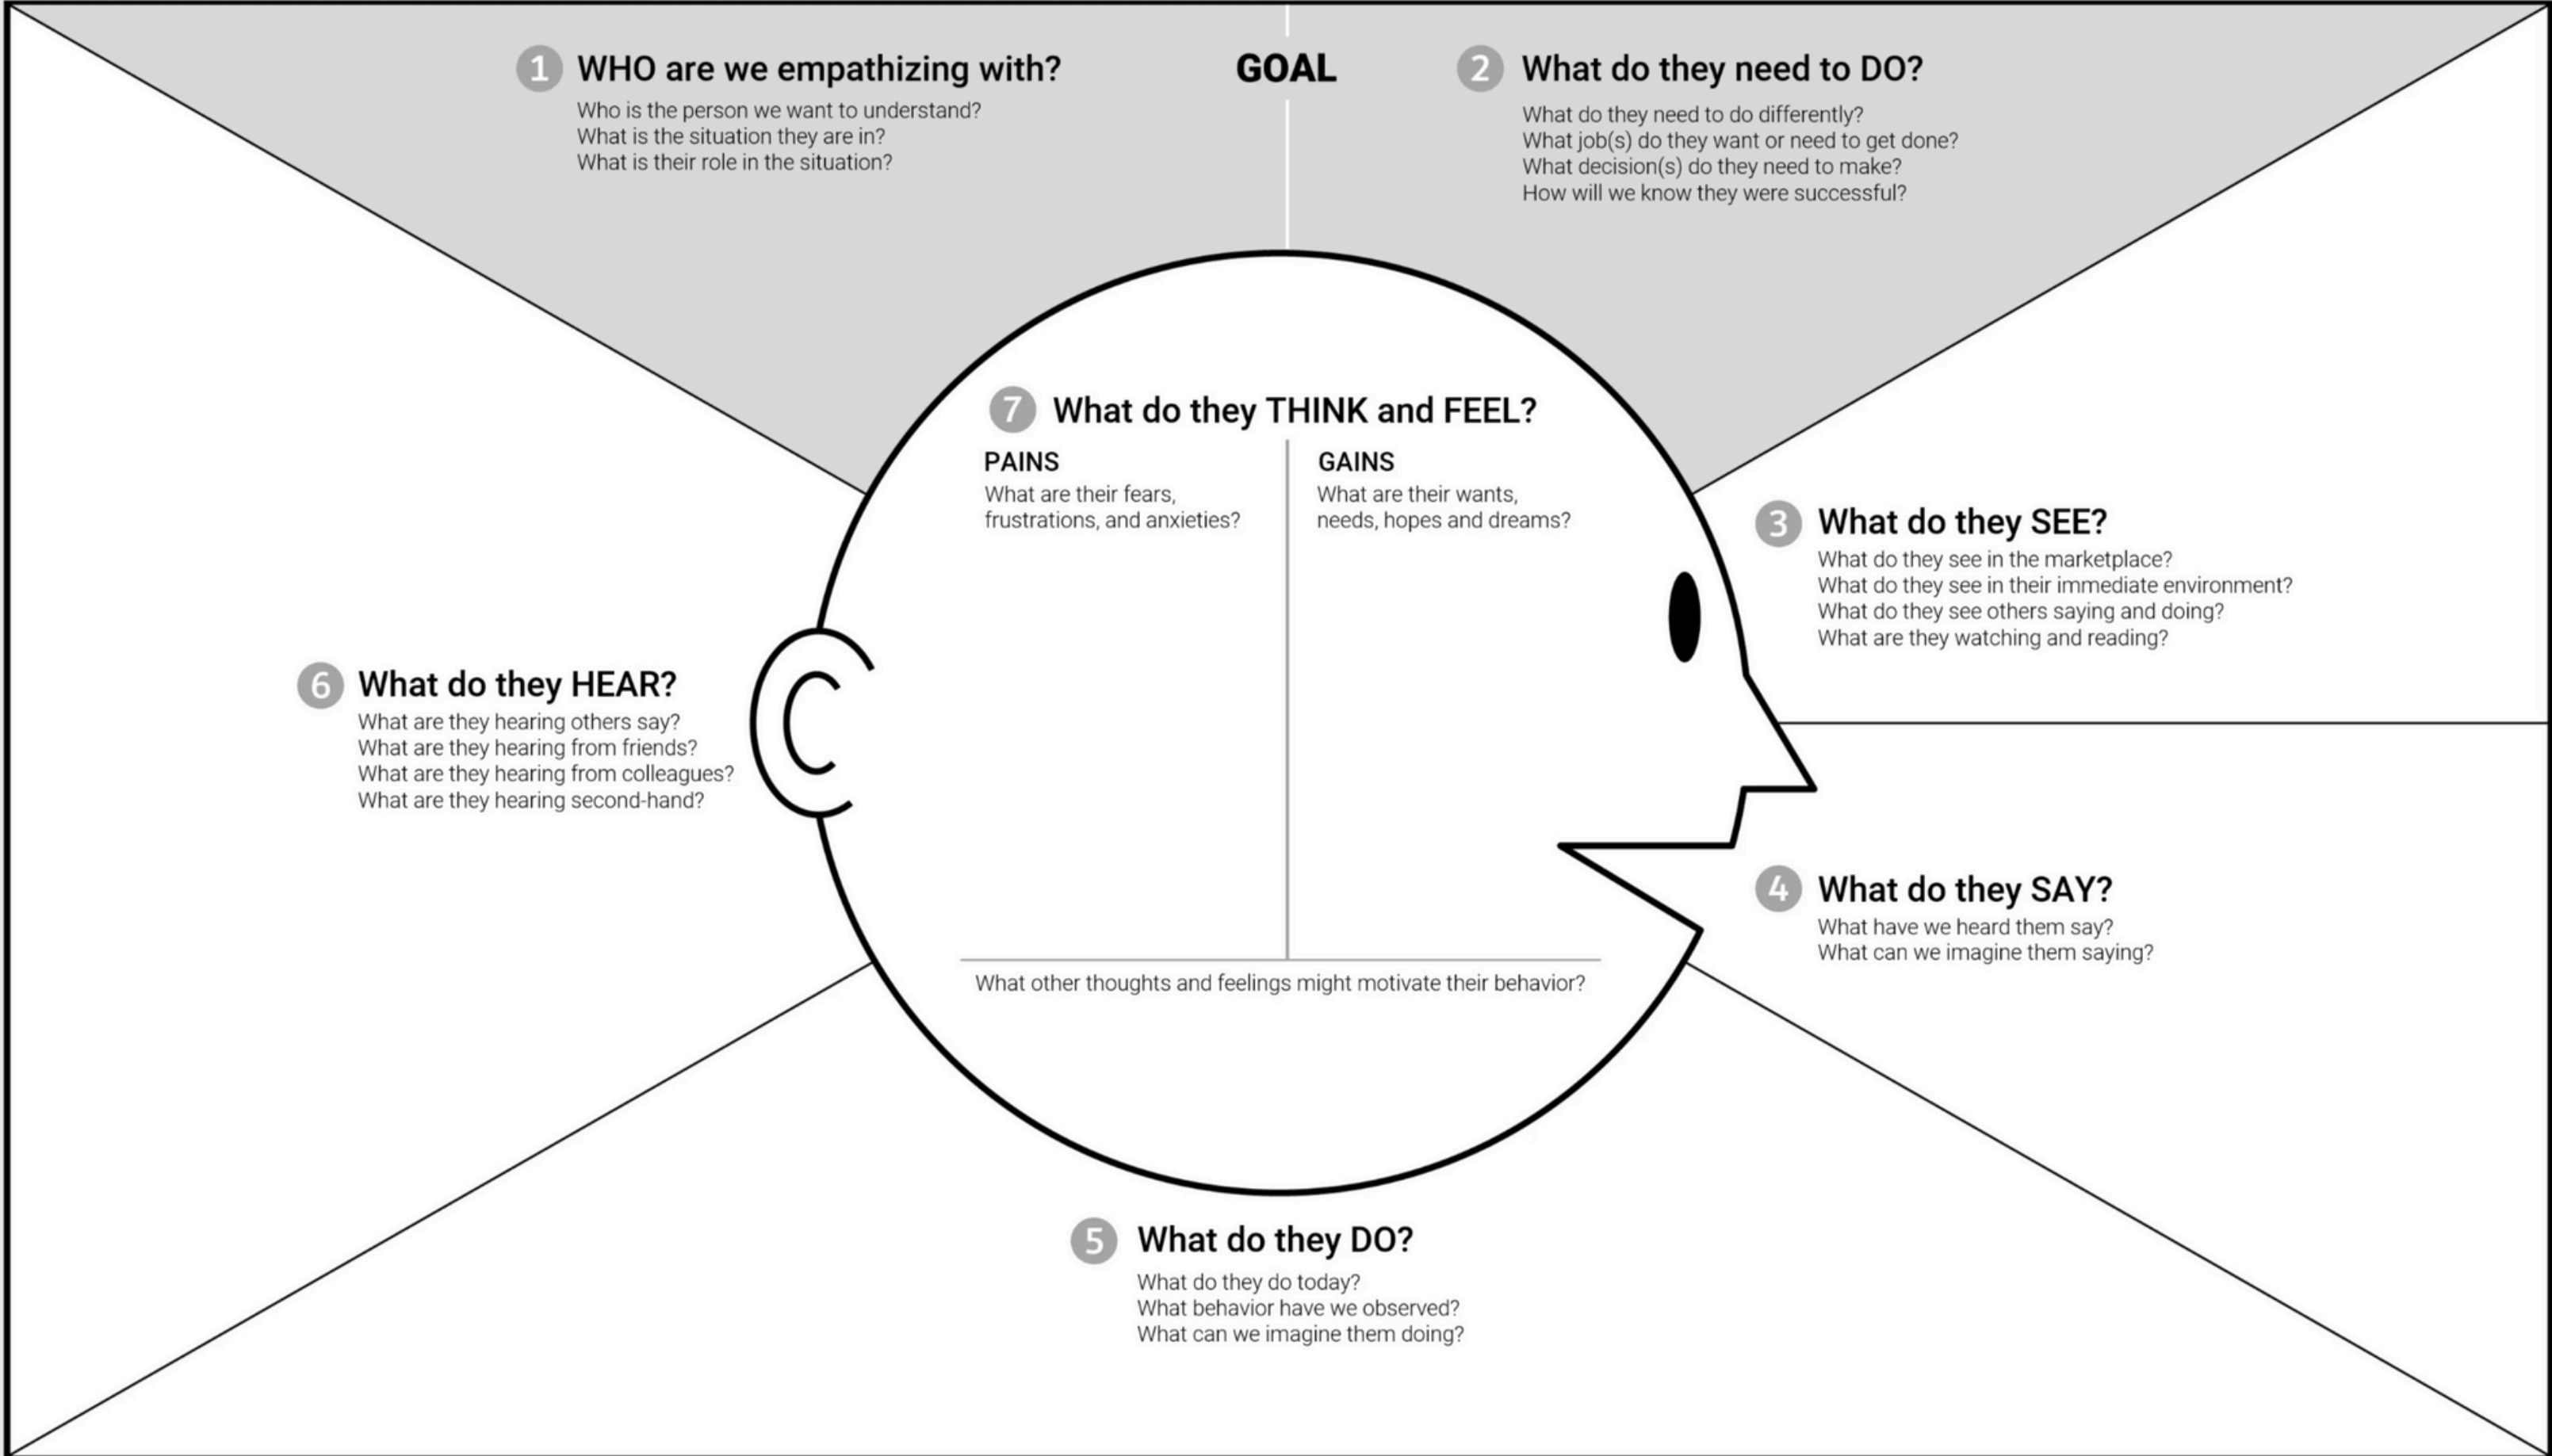 1 WHO are we empathizing with?
Who is the person we want to understand?
What is the situation they are in?
What is their role in the situation?
GOAL
2 What do they need to DO?
What do they need to do differently?
What job(s) do they want or need to get done?
What decision(s) do they need to make?
How will we know they were successful?
3 What do they SEE?
What do they see in the marketplace?
What do they see in their immediate environment?
What do they see others saying and doing?
What are they watching and reading?
4 What do they SAY?
What have we heard them say?
What can we imagine them saying?
5 What do they DO?
What do they do today?
What behavior have we observed?
What can we imagine them doing?
6 What do they HEAR?
What are they hearing others say?
What are they hearing from friends?
What are they hearing from colleagues?
What are they hearing second-hand?
7 What do they THINK and FEEL?
PAINS
What are their fears,
frustrations, and anxieties?
GAINS
What are their wants,
needs, hopes and dreams?
What other thoughts and feelings might motivate their behavior?